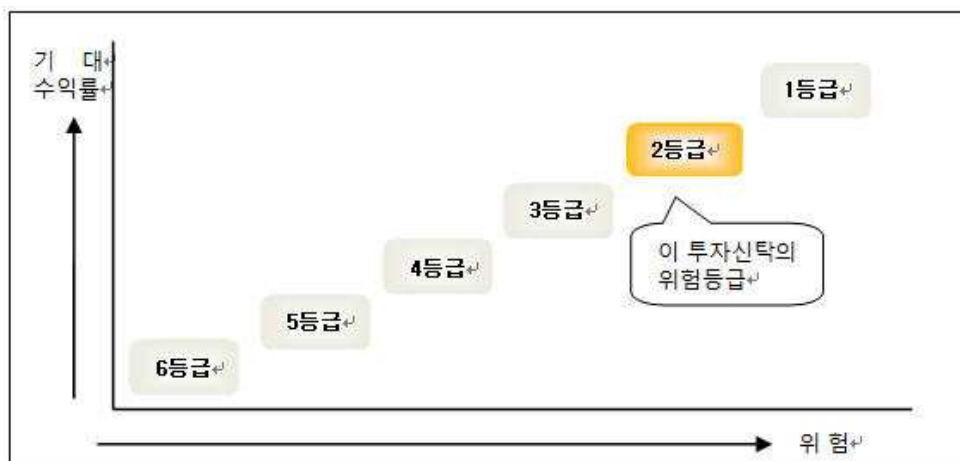 기 대
수익률
1등급
2등급
3등급
이 투자신탁의
위험등급
4등급
5등급
6등급
위 험